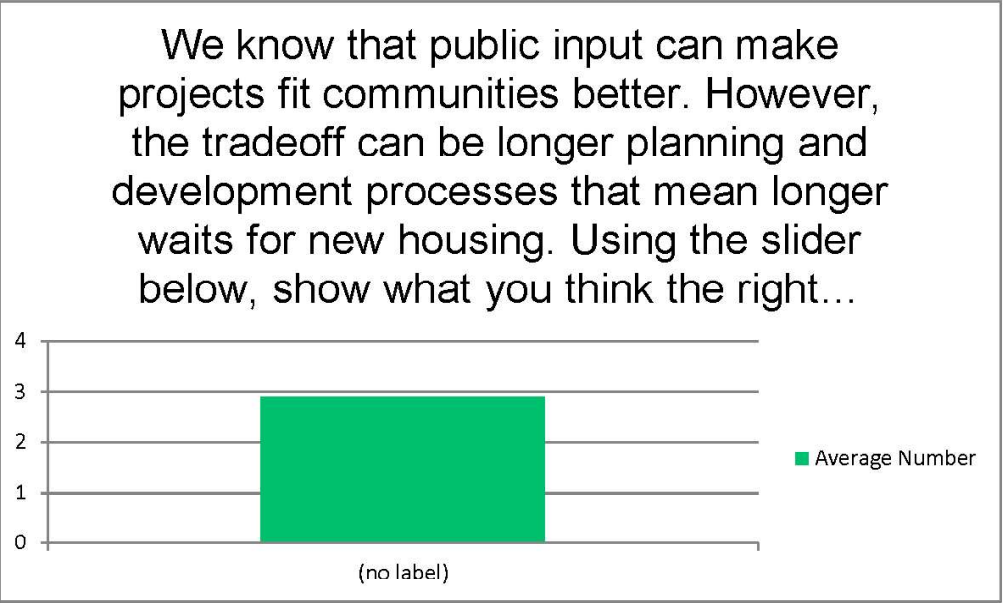 We know that public input can make
projects fit communities better. However,
the tradeoff can be longer planning and
development processes that mean longer
waits for new housing. Using the slider
below, show what you think the right...
4
3
2
1
0
(no label)
Average Number